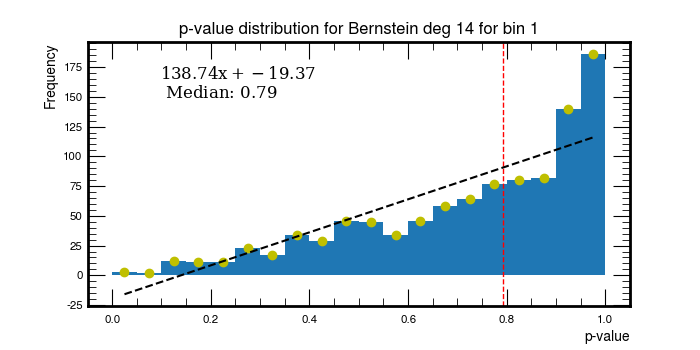 p-value distribution for Bernstein deg 14 for bin 1
Frequency
138.74x + −19.37
Median: 0.79
175
150
125
100
75
50
25
0
-25
0.0 0.2 0.4 0.6 0.8 1.0
p-value